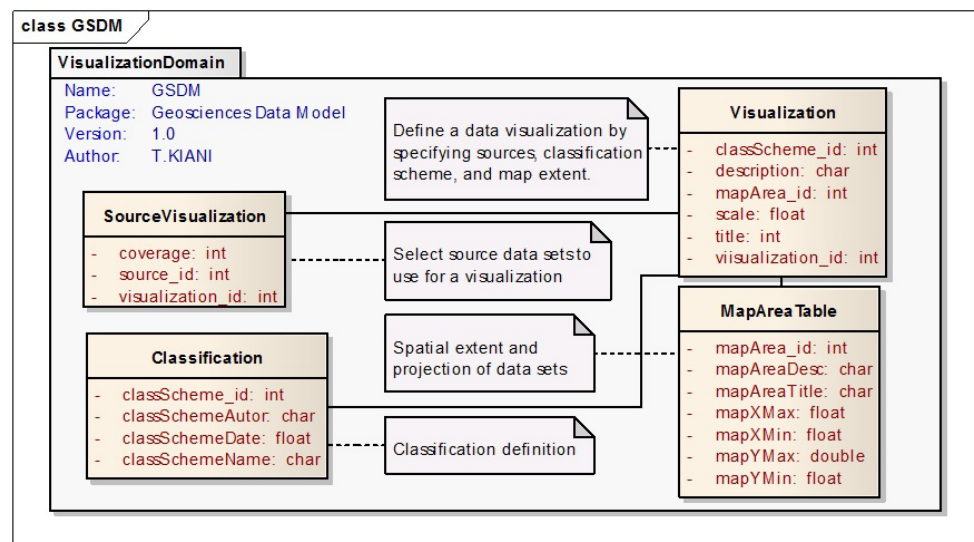 class GSDM
VisualizationDomain
Name: GSDM
Package: Geosciences Data Model
Version: 1.0
Author: T.KIANI
Define a data visualization by
specifying sources, classification
scheme, and map extent.
Visualization
- classScheme_id: int
- description: char
- mapArea_id: int
- scale: float
- title: int
- viisualization_id: int
SourceVisualization
- coverage: int
- source_id: int
- visualization_id: int
Select source data sets to
use for a visualization
Spatial extent and
projection of data sets
MapAreaTable
- mapArea_id: int
- mapAreaDesc: char
- mapAreaTitle: char
- mapXMax: float
- mapXMin: float
- mapYMax: double
- mapYMin: float
Classification
- classScheme_id: int
- classSchemeAutor: char
- classSchemeDate: float
- classSchemeName: char
Classification definition